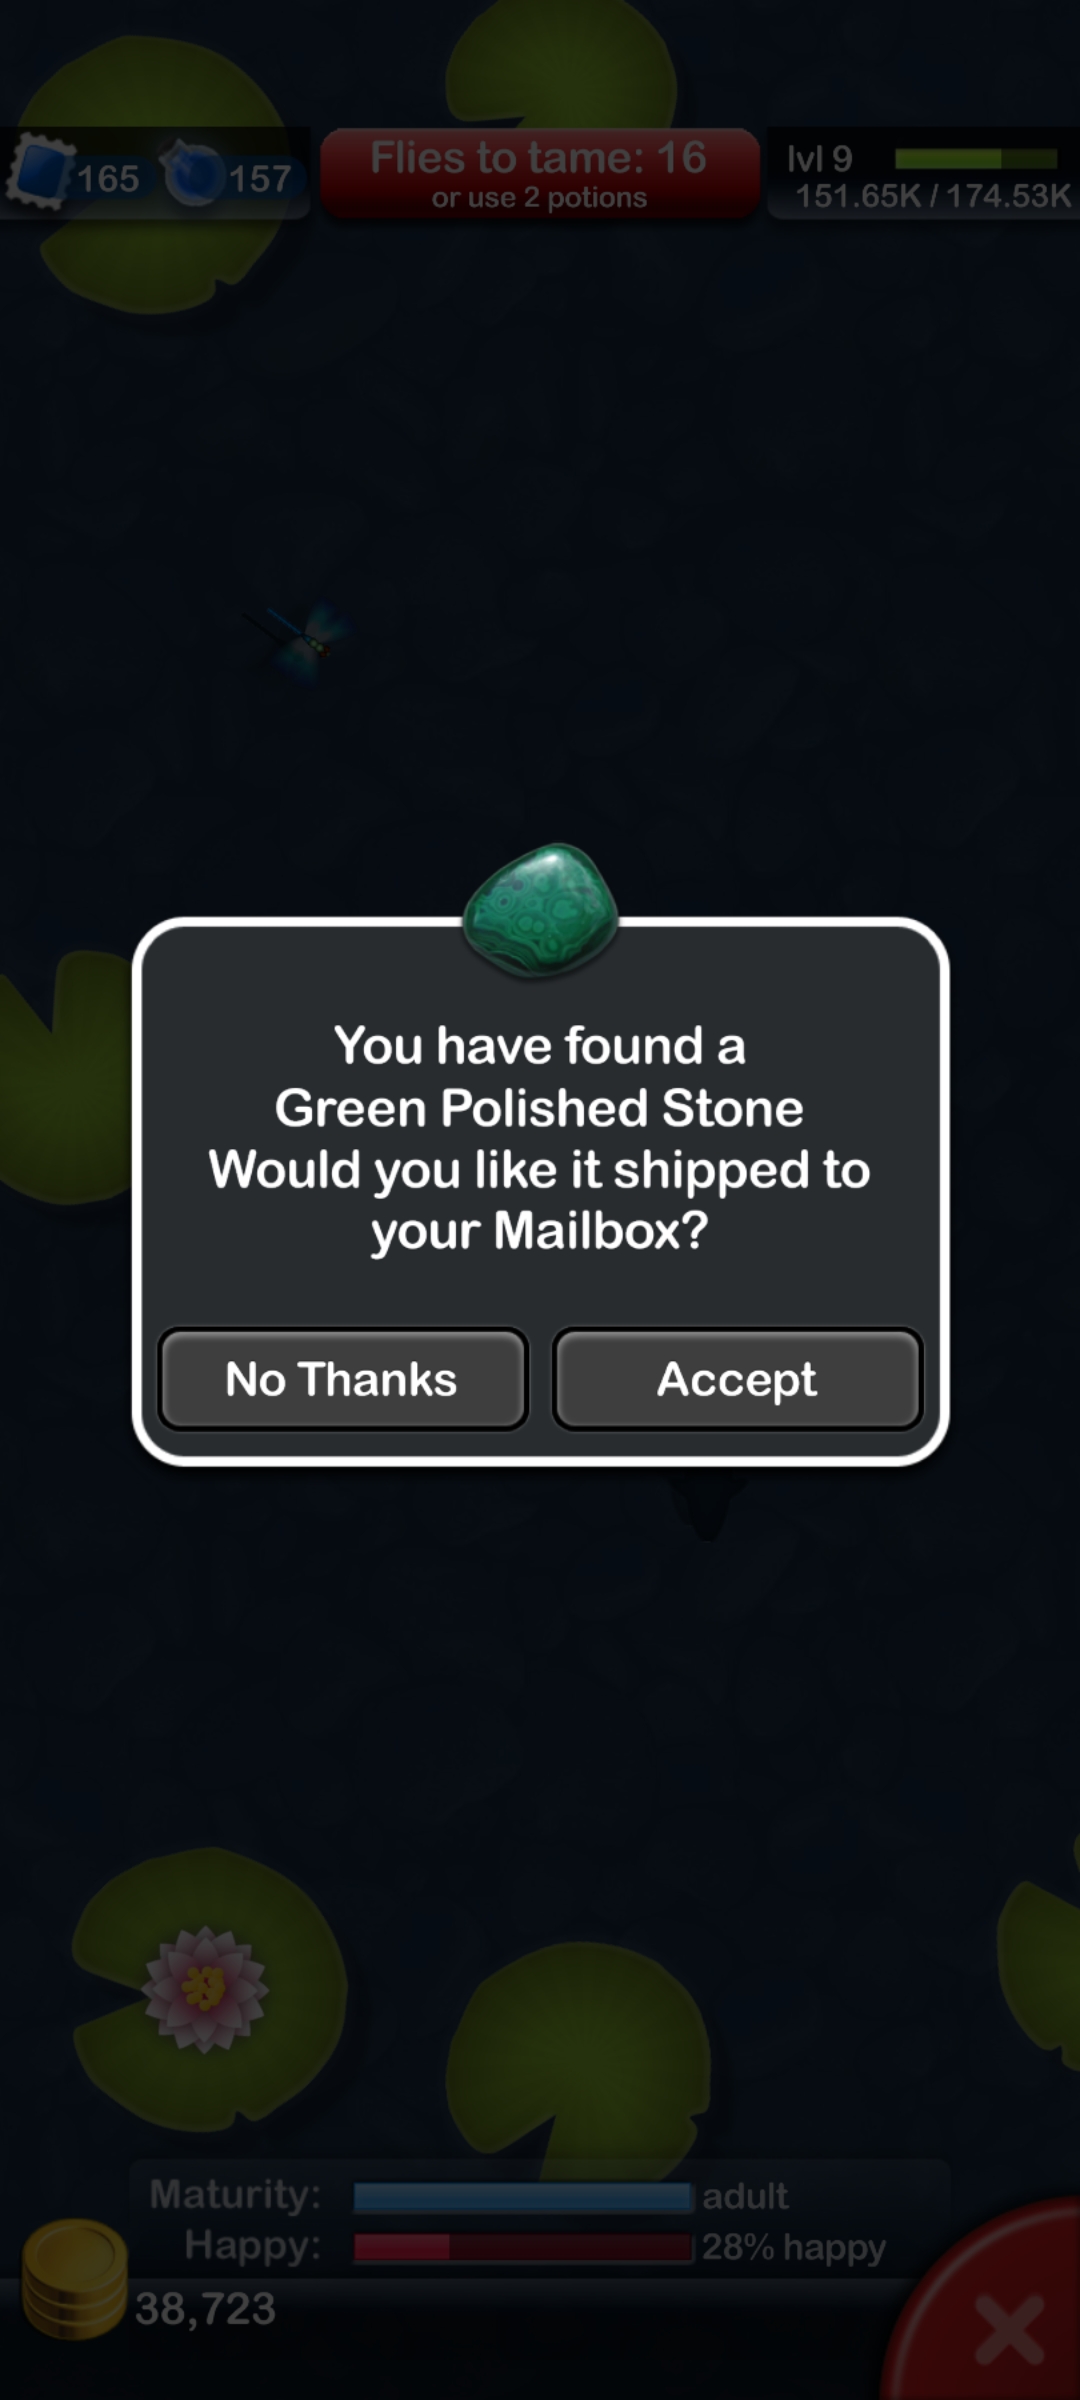 165
157
Flies to tame: 16
or use 2 potions
lvl 9
151.65K / 174.53K
You have found a
Green Polished Stone
Would you like it shipped to
your Mailbox?
No Thanks
Accept
Maturity:
adult
Happy:
28% happy
38,723